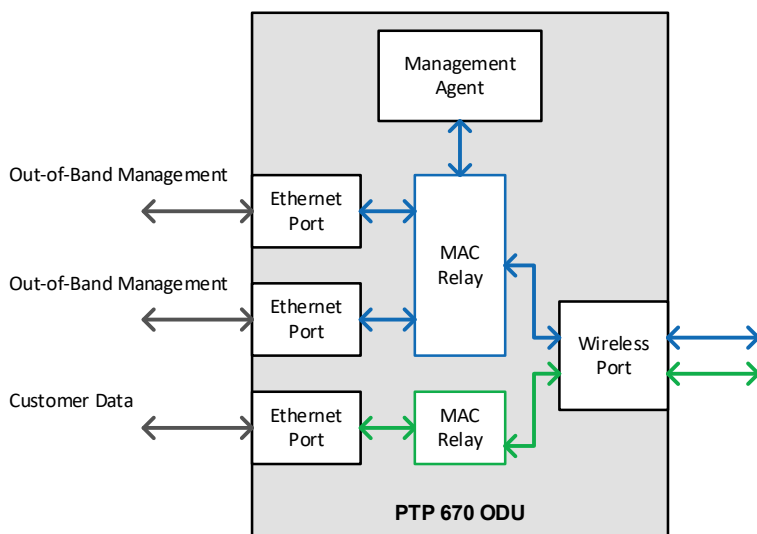 Management
Agent
Out-of-Band Management
Ethernet
Port
MAC
Relay
Out-of-Band Management
Ethernet
Port
Wireless
Port
Customer Data
Ethernet
Port
MAC
Relay
PTP 670 ODU